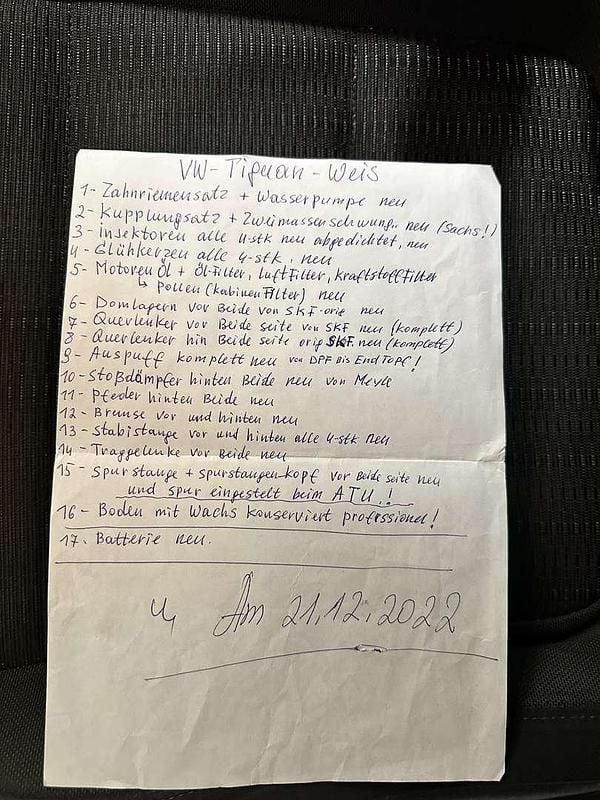 VW-Tiguan-Weis
1- Zahnriemensatz + Wasserpumpe neu
2- Kupplungsatz + Zweimassenschwung.. neu (Sachs!)
3- Insektoren alle 4-stk neu abgedichtet, neu
4- Glühkerzen alle 4-stk. neu
5- Motoren Öl + Öl-Filter, luftFilter, kraftstoffFilter
↳ pollen (kabinen Filter) neu
6- Domlagern vor Beide von SKF-orig neu
7- Querlenker vor Beide seite von SKF neu (komplett)
8- Querlenker hin Beide seite orig SKF neu (komplett)
9- Auspuff komplett neu von DPF bis EndTopf!
10- Stoßdämpfer hinten Beide neu von Meyle
11- Pfeder hinten Beide neu
12- Bremse vor und hinten neu
13- Stabistange vor und hinten alle 4-stk neu
14- Traggelenke vor Beide neu
15- Spurstange + spurstangen-kopf vor Beide seite neu
und spur eingestelt beim ATU.!
16- Boden mit Wachs konserviert profissionel!
17. Batterie neu.
Am 21.12.2022